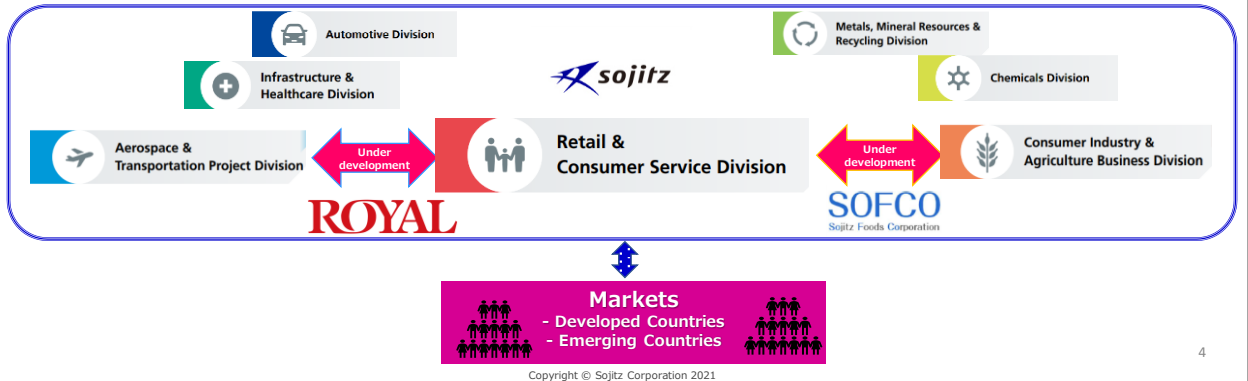 Automotive Division
Metals, Mineral Resources &
Recycling Division
Infrastructure &
Healthcare Division
sojitz
Chemicals Division
Aerospace &
Transportation Project Division
Under
development
Retail &
Consumer Service Division
Under
development
Consumer Industry &
Agriculture Business Division
ROYAL
SOFCO
Sojitz Foods Corporation
Markets
- Developed Countries
- Emerging Countries
4
Copyright © Sojitz Corporation 2021